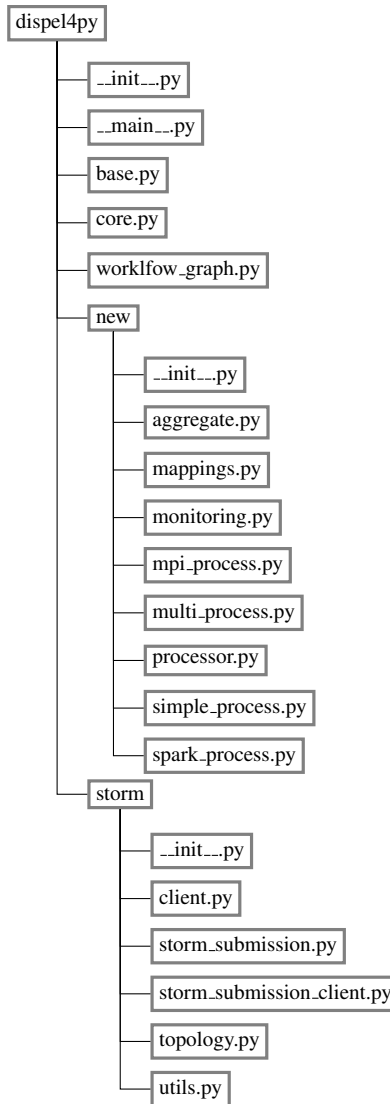 dispel4py
__init__.py
__main__.py
base.py
core.py
worklfow_graph.py
new
__init__.py
aggregate.py
mappings.py
monitoring.py
mpi_process.py
multi_process.py
processor.py
simple_process.py
spark_process.py
storm
__init__.py
client.py
storm_submission.py
storm_submission_client.py
topology.py
utils.py